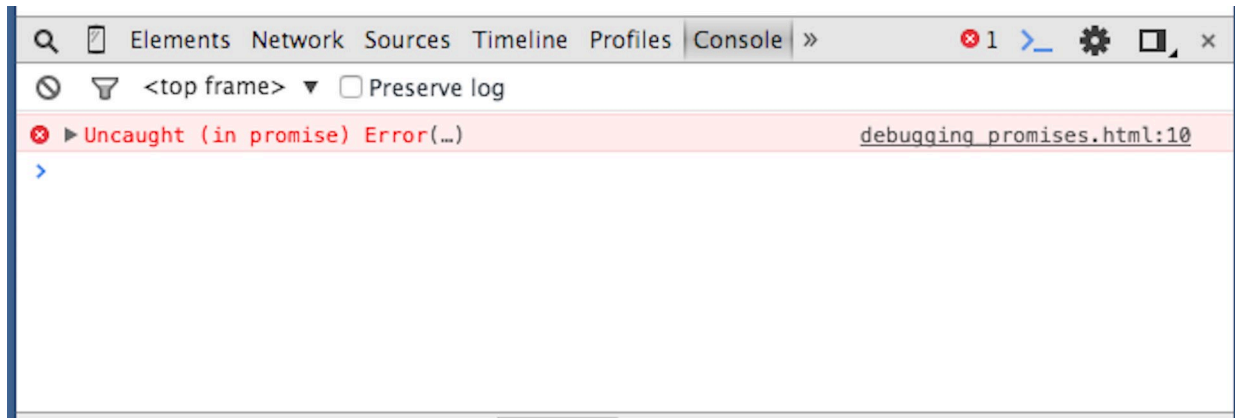 Elements Network Sources Timeline Profiles Console » 1
<top frame> ▼ Preserve log
Uncaught (in promise) Error(…) debugging_promises.html:10